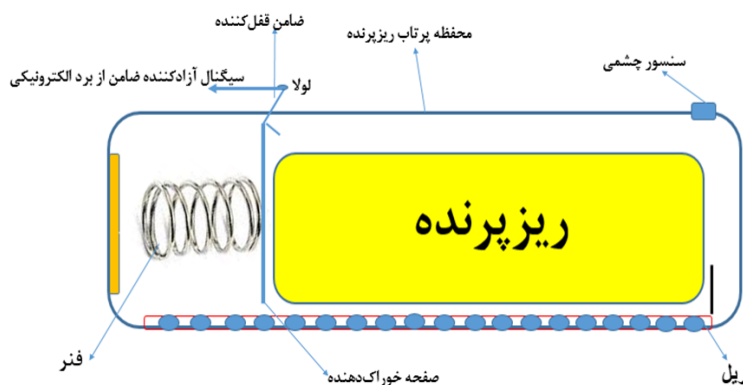 ضامن قفل‌کننده
محفظه پرتاب ریزپرنده
سنسور چشمی
سیگنال آزادکننده ضامن از برد الکترونیکی
لولا
ریزپرنده
فنر
صفحه خوراک‌دهنده
ریل